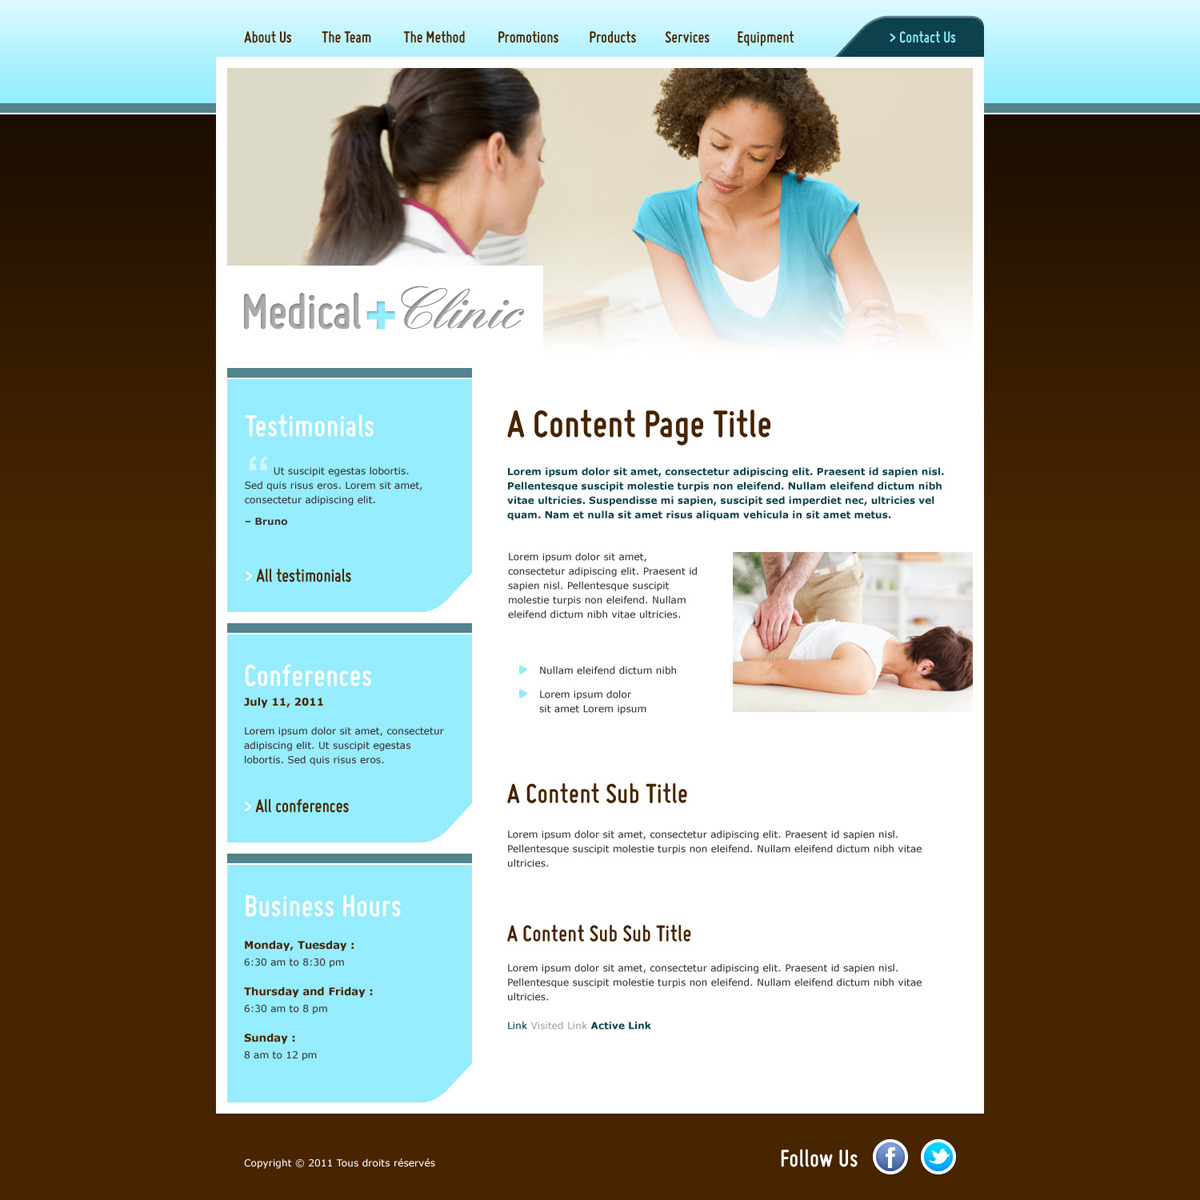 About Us The Team The Method Promotions Products Services Equipment > Contact Us
Medical + Clinic
Testimonials
“ Ut suscipit egestas lobortis.
Sed quis risus eros. Lorem sit amet,
consectetur adipiscing elit.
– Bruno
> All testimonials
Conferences
July 11, 2011
Lorem ipsum dolor sit amet, consectetur
adipiscing elit. Ut suscipit egestas
lobortis. Sed quis risus eros.
> All conferences
Business Hours
Monday, Tuesday :
6:30 am to 8:30 pm
Thursday and Friday :
6:30 am to 8 pm
Sunday :
8 am to 12 pm
A Content Page Title
Lorem ipsum dolor sit amet, consectetur adipiscing elit. Praesent id sapien nisl.
Pellentesque suscipit molestie turpis non eleifend. Nullam eleifend dictum nibh
vitae ultricies. Suspendisse mi sapien, suscipit sed imperdiet nec, ultricies vel
quam. Nam et nulla sit amet risus aliquam vehicula in sit amet metus.
Lorem ipsum dolor sit amet,
consectetur adipiscing elit. Praesent id
sapien nisl. Pellentesque suscipit
molestie turpis non eleifend. Nullam
eleifend dictum nibh vitae ultricies.
Nullam eleifend dictum nibh
Lorem ipsum dolor
sit amet Lorem ipsum
A Content Sub Title
Lorem ipsum dolor sit amet, consectetur adipiscing elit. Praesent id sapien nisl.
Pellentesque suscipit molestie turpis non eleifend. Nullam eleifend dictum nibh vitae
ultricies.
A Content Sub Sub Title
Lorem ipsum dolor sit amet, consectetur adipiscing elit. Praesent id sapien nisl.
Pellentesque suscipit molestie turpis non eleifend. Nullam eleifend dictum nibh vitae
ultricies.
Link Visited Link Active Link
Copyright © 2011 Tous droits réservés
Follow Us f